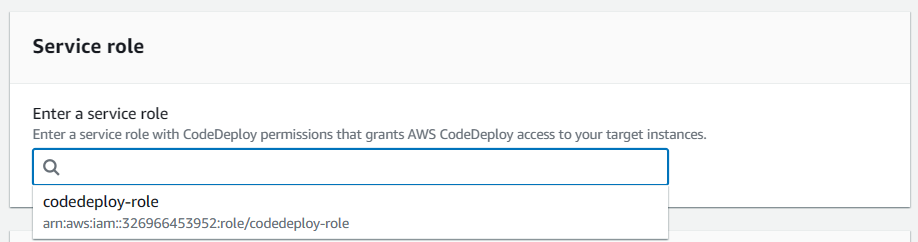 Service role
Enter a service role
Enter a service role with CodeDeploy permissions that grants AWS CodeDeploy access to your target instances.
codedeploy-role
arn:aws:iam::326966453952:role/codedeploy-role